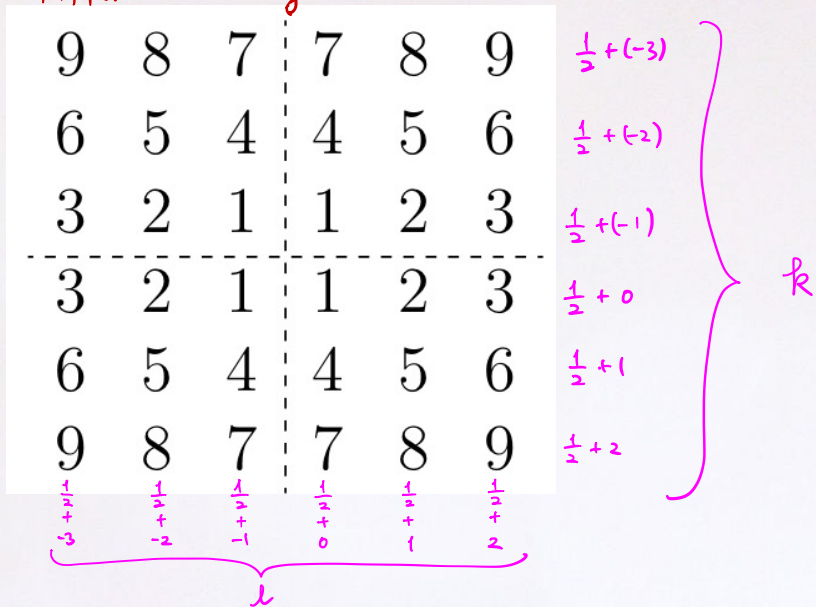 9 8 7 7 8 9 1/2 + (-3)
6 5 4 4 5 6 1/2 + (-2)
3 2 1 1 2 3 1/2 + (-1)
3 2 1 1 2 3 1/2 + 0
6 5 4 4 5 6 1/2 + 1
9 8 7 7 8 9 1/2 + 2
k
1/2 + -3 1/2 + -2 1/2 + -1 1/2 + 0 1/2 + 1 1/2 + 2
l